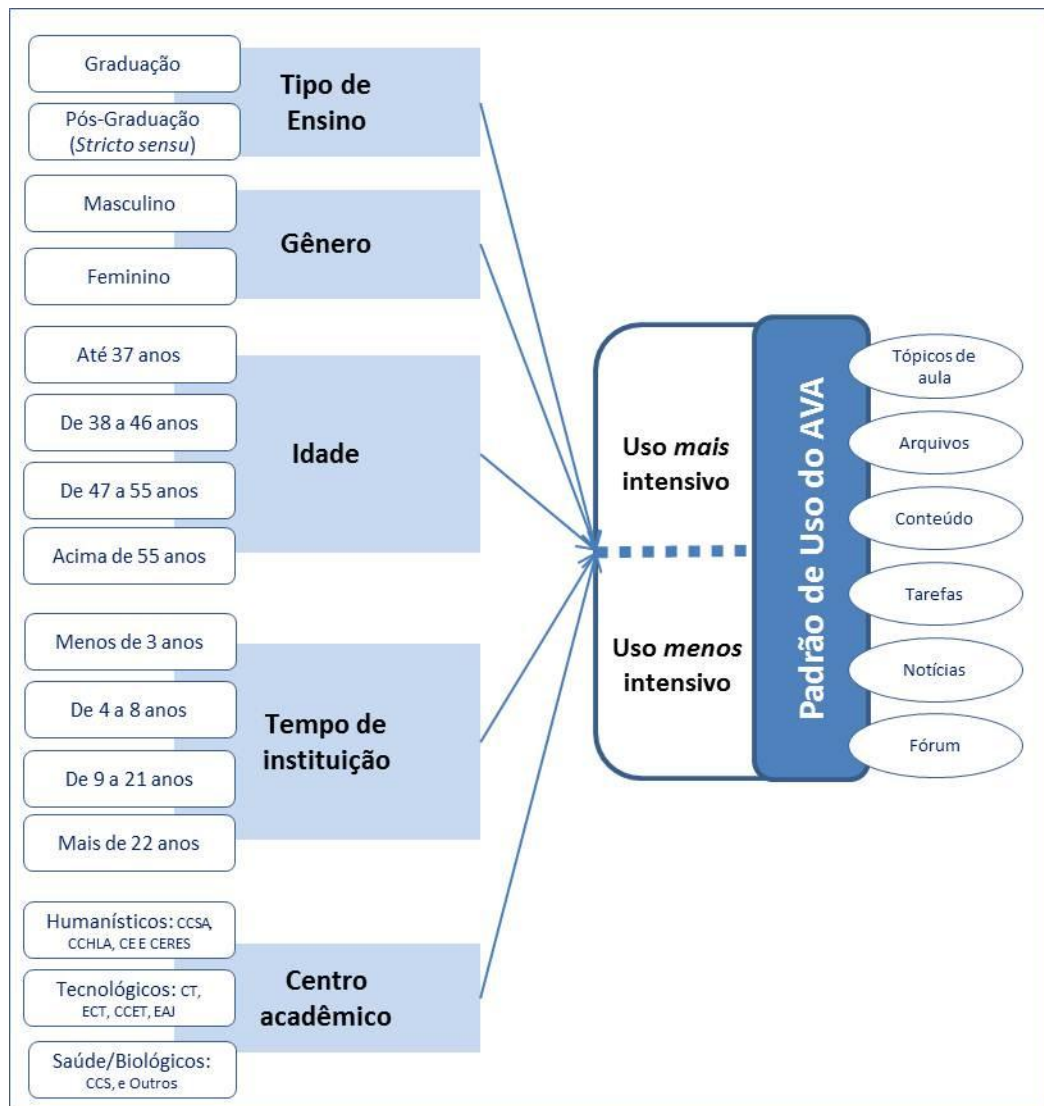 Graduação
Pós-Graduação
(Stricto sensu)
Tipo de
Ensino
Masculino
Feminino
Gênero
Até 37 anos
De 38 a 46 anos
De 47 a 55 anos
Acima de 55 anos
Idade
Menos de 3 anos
De 4 a 8 anos
De 9 a 21 anos
Mais de 22 anos
Tempo de
instituição
Humanísticos: CCSA,
CCHLA, CE E CERES
Tecnológicos: CT,
ECT, CCET, EAJ
Saúde/Biológicos:
CCS, e Outros
Centro
acadêmico
Uso mais
intensivo
Uso menos
intensivo
Padrão de Uso do AVA
Tópicos de
aula
Arquivos
Conteúdo
Tarefas
Notícias
Fórum